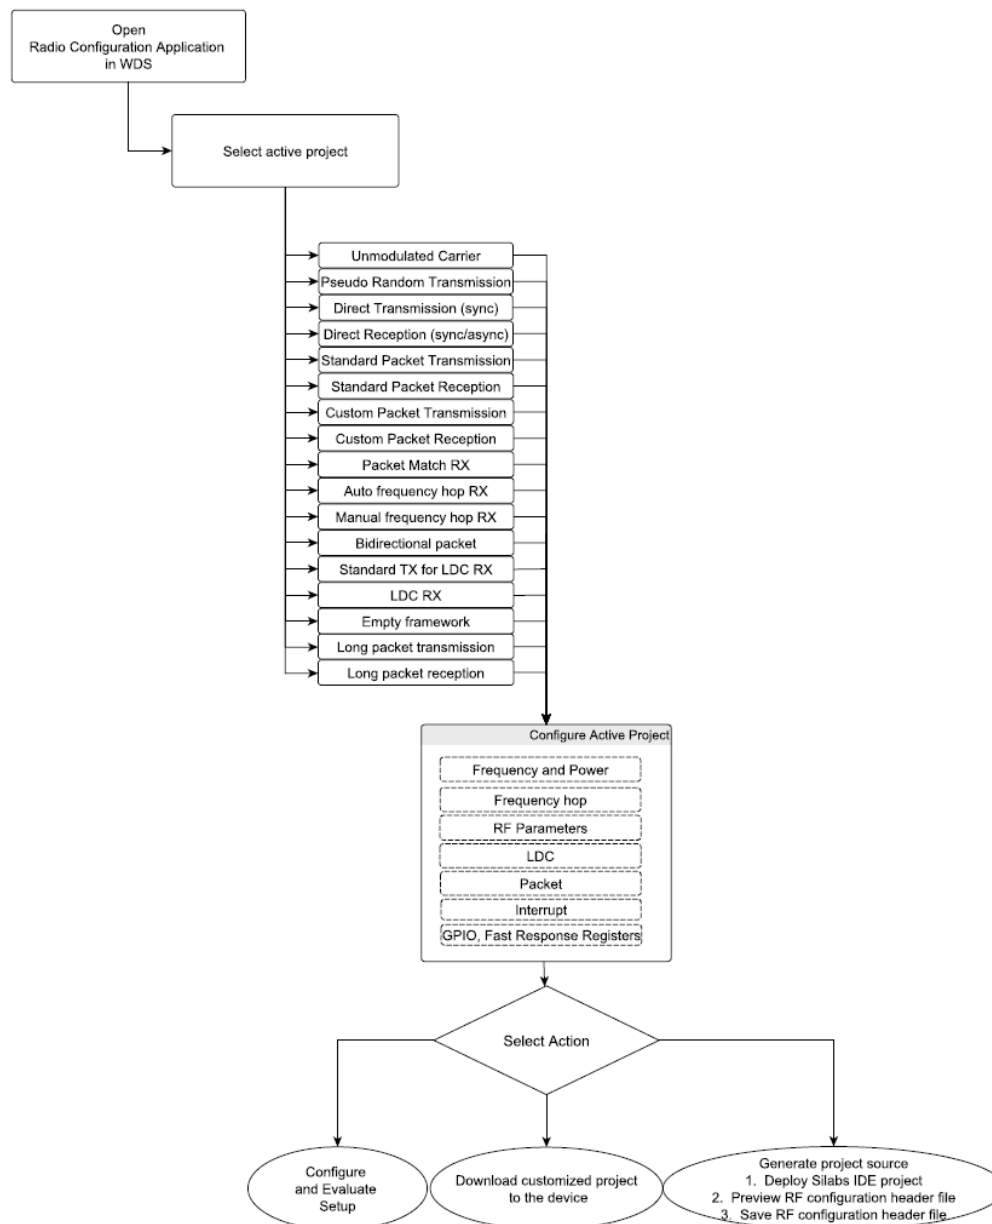 Open
Radio Configuration Application
in WDS
Select active project
Unmodulated Carrier
Pseudo Random Transmission
Direct Transmission (sync)
Direct Reception (sync/async)
Standard Packet Transmission
Standard Packet Reception
Custom Packet Transmission
Custom Packet Reception
Packet Match RX
Auto frequency hop RX
Manual frequency hop RX
Bidirectional packet
Standard TX for LDC RX
LDC RX
Empty framework
Long packet transmission
Long packet reception
Configure Active Project
Frequency and Power
Frequency hop
RF Parameters
LDC
Packet
Interrupt
GPIO, Fast Response Registers
Select Action
Configure
and Evaluate
Setup
Download customized project
to the device
Generate project source
1. Deploy Silabs IDE project
2. Preview RF configuration header file
3. Save RF configuration header file